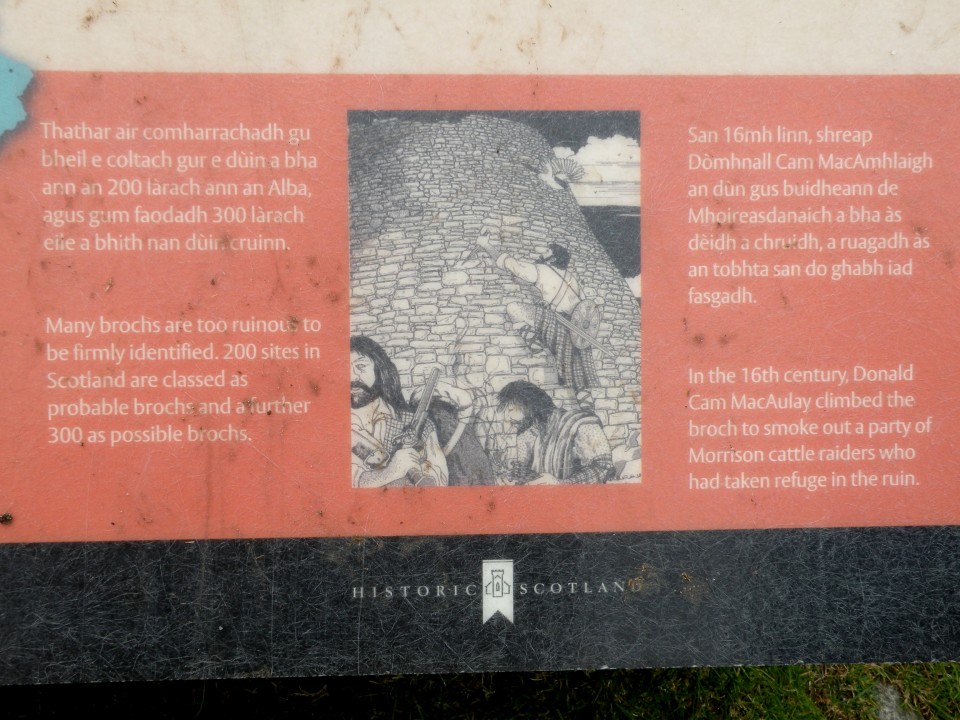 Thathar air comharrachadh gu
bheil e coltach gur e dùin a bha
ann an 200 làrach ann an Alba,
agus gum faodadh 300 làrach
eile a bhith nan dùin cruinn.
Many brochs are too ruinous to
be firmly identified. 200 sites in
Scotland are classed as
probable brochs and a further
300 as possible brochs.
San 16mh linn, shreap
Dòmhnall Cam MacAmhlaigh
an dùn gus buidheann de
Mhoireasdanaich a bha às
dèidh a chruidh, a ruagadh às
an tobhta san do ghabh iad
fasgadh.
In the 16th century, Donald
Cam MacAulay climbed the
broch to smoke out a party of
Morrison cattle raiders who
had taken refuge in the ruin.
HISTORIC SCOTLAND